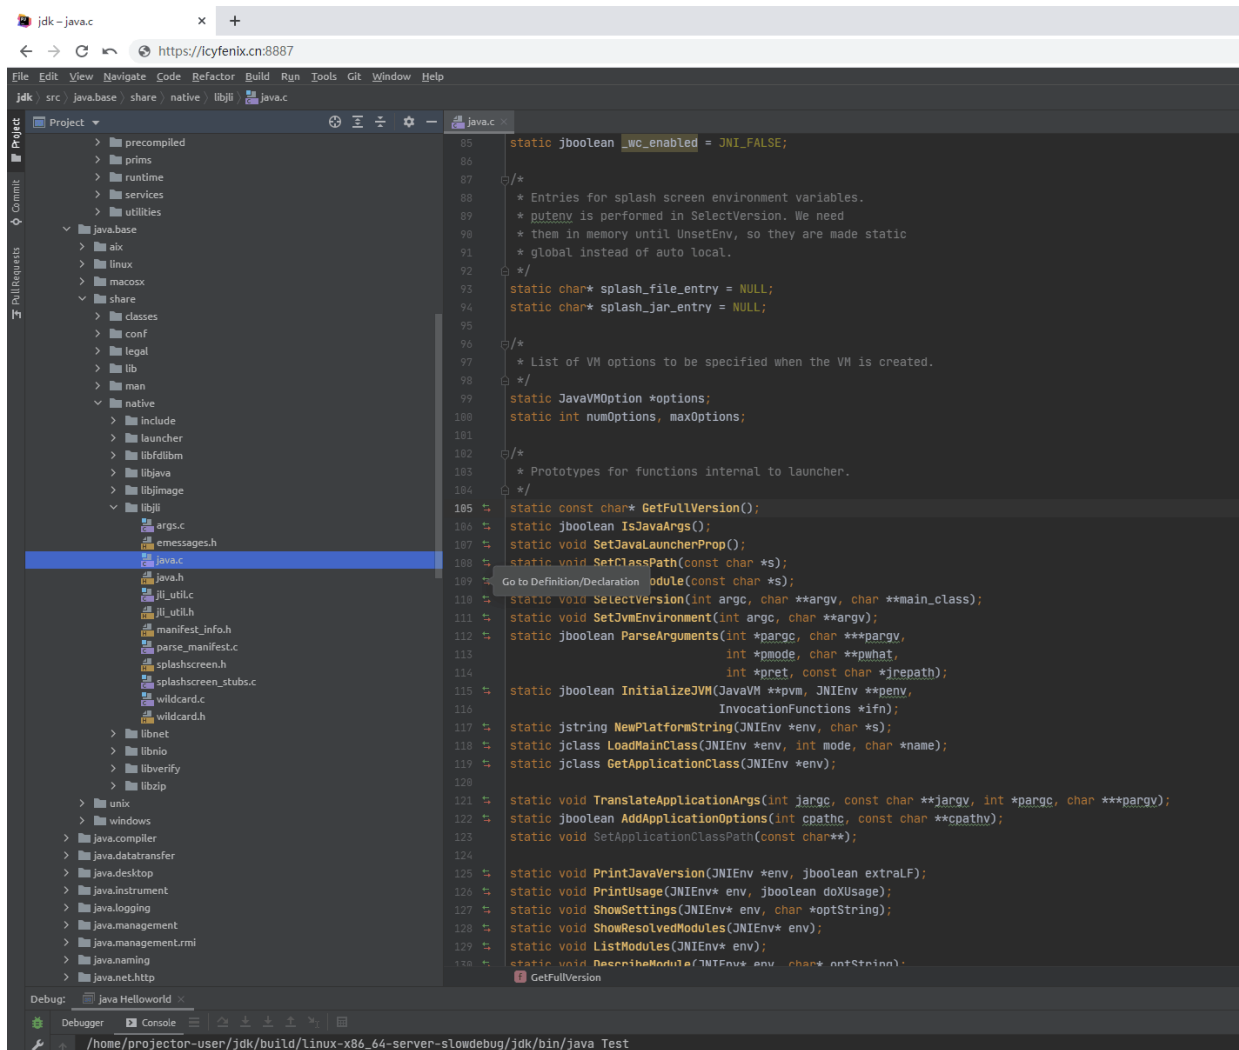 jdk – java.c
https://icyfenix.cn:8887
File Edit View Navigate Code Refactor Build Run Tools Git Window Help
jdk src java.base share native libjli java.c
Project
Commit
Pull Requests
Project
precompiled
prims
runtime
services
utilities
java.base
aix
linux
macosx
share
classes
conf
legal
lib
man
native
include
launcher
libfdlibm
libjava
libjimage
libjli
args.c
emessages.h
java.c
java.h
jli_util.c
jli_util.h
manifest_info.h
parse_manifest.c
splashscreen.h
splashscreen_stubs.c
wildcard.c
wildcard.h
libnet
libnio
libverify
libzip
unix
windows
java.compiler
java.datatransfer
java.desktop
java.instrument
java.logging
java.management
java.management.rmi
java.naming
java.net.http
java.c
85 static jboolean _wc_enabled = JNI_FALSE;
86
87 /*
88 * Entries for splash screen environment variables.
89 * putenv is performed in SelectVersion. We need
90 * them in memory until UnsetEnv, so they are made static
91 * global instead of auto local.
92 */
93 static char* splash_file_entry = NULL;
94 static char* splash_jar_entry = NULL;
95
96 /*
97 * List of VM options to be specified when the VM is created.
98 */
99 static JavaVMOption *options;
100 static int numOptions, maxOptions;
101
102 /*
103 * Prototypes for functions internal to launcher.
104 */
105 static const char* GetFullVersion();
106 static jboolean IsJavaArgs();
107 static void SetJavaLauncherProp();
108 static void SetClassPath(const char *s);
109 Go to Definition/Declaration odule(const char *s);
110 static void SelectVersion(int argc, char **argv, char **main_class);
111 static void SetJvmEnvironment(int argc, char **argv);
112 static jboolean ParseArguments(int *pargc, char ***pargv,
113 int *pmode, char **pwhat,
114 int *pret, const char *jrepath);
115 static jboolean InitializeJVM(JavaVM **pvm, JNIEnv **penv,
116 InvocationFunctions *ifn);
117 static jstring NewPlatformString(JNIEnv *env, char *s);
118 static jclass LoadMainClass(JNIEnv *env, int mode, char *name);
119 static jclass GetApplicationClass(JNIEnv *env);
120
121 static void TranslateApplicationArgs(int jargc, const char **jargv, int *pargc, char ***pargv);
122 static jboolean AddApplicationOptions(int cpathc, const char **cpathv);
123 static void SetApplicationClassPath(const char**);
124
125 static void PrintJavaVersion(JNIEnv *env, jboolean extraLF);
126 static void PrintUsage(JNIEnv* env, jboolean doXUsage);
127 static void ShowSettings(JNIEnv* env, char *optString);
128 static void ShowResolvedModules(JNIEnv* env);
129 static void ListModules(JNIEnv* env);
130 static void DescribeModule(JNIEnv* env, char* optString);
GetFullVersion
Debug: java Helloworld
Debugger Console
/home/projector-user/jdk/build/linux-x86_64-server-slowdebug/jdk/bin/java Test